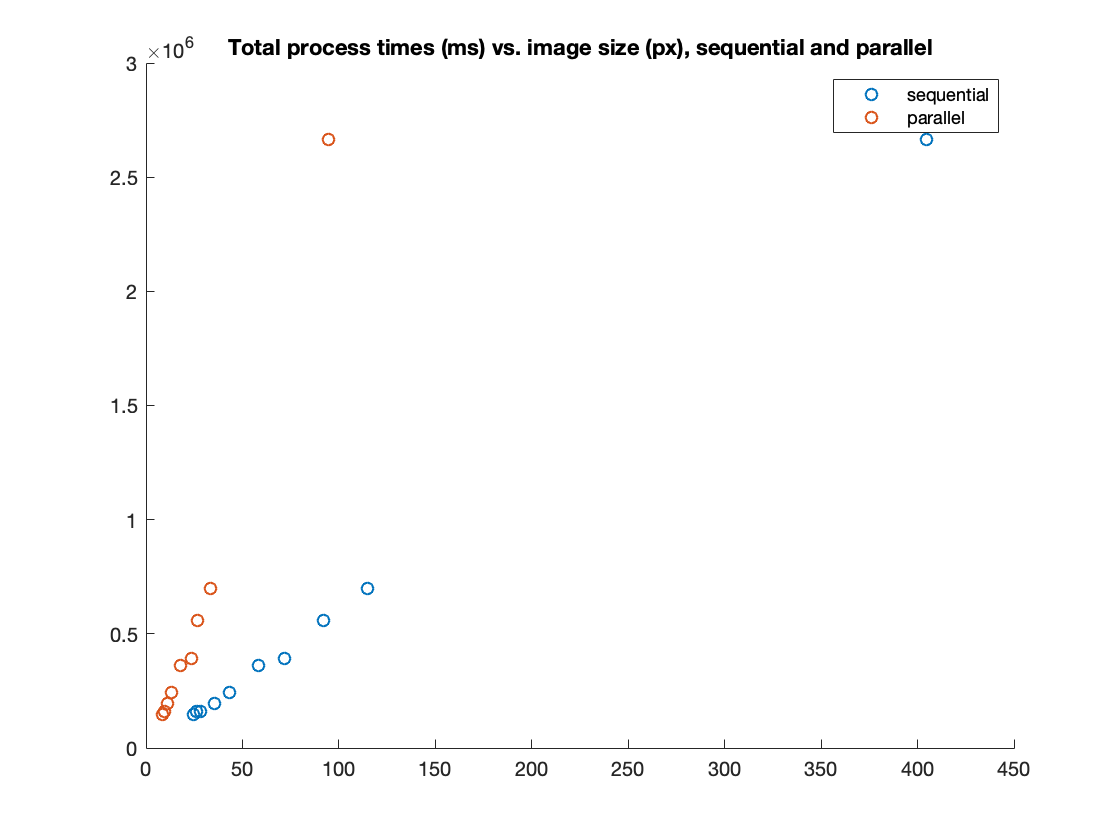 ×10^6
Total process times (ms) vs. image size (px), sequential and parallel
3
sequential
parallel
2.5
2
1.5
1
0.5
0
0 50 100 150 200 250 300 350 400 450